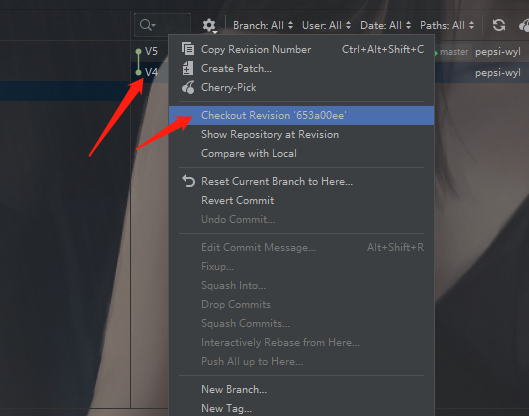 Branch: All User: All Date: All Paths: All
V5 master pepsi-wyl
V4 pepsi-wyl
Copy Revision Number Ctrl+Alt+Shift+C
Create Patch...
Cherry-Pick
Checkout Revision '653a00ee'
Show Repository at Revision
Compare with Local
Reset Current Branch to Here...
Revert Commit
Undo Commit...
Edit Commit Message... Alt+Shift+R
Fixup...
Squash Into...
Drop Commits
Squash Commits...
Interactively Rebase from Here...
Push All up to Here...
New Branch...
New Tag...